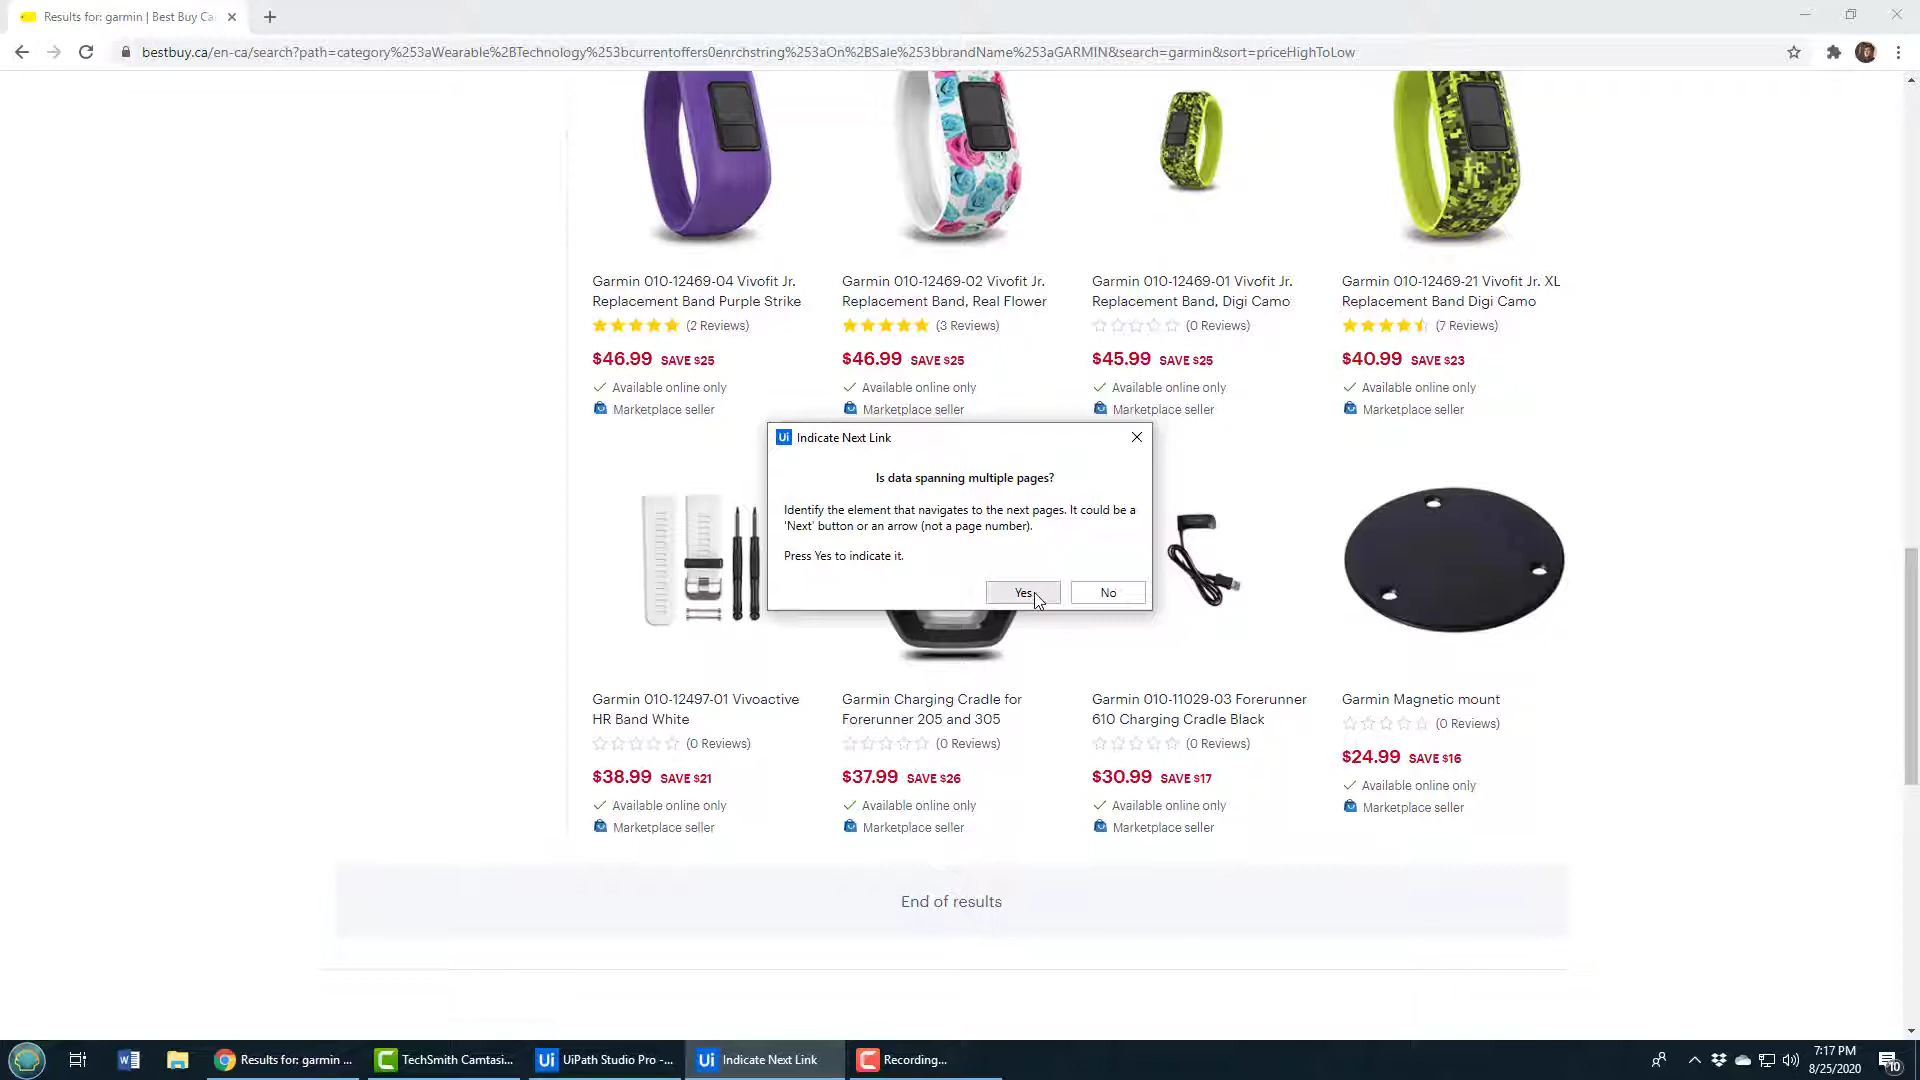 Results for: garmin | Best Buy Ca
bestbuy.ca/en-ca/search?path=category%253aWearable%2BTechnology%253bcurrentoffers0enrchstring%253aOn%2BSale%253bbrandName%253aGARMIN&search=garmin&sort=priceHighToLow
Garmin 010-12469-04 Vivofit Jr.
Replacement Band Purple Strike
(2 Reviews)
$46.99 SAVE $25
Available online only
Marketplace seller
Garmin 010-12469-02 Vivofit Jr.
Replacement Band, Real Flower
(3 Reviews)
$46.99 SAVE $25
Available online only
Marketplace seller
Garmin 010-12469-01 Vivofit Jr.
Replacement Band, Digi Camo
(0 Reviews)
$45.99 SAVE $25
Available online only
Marketplace seller
Garmin 010-12469-21 Vivofit Jr. XL
Replacement Band Digi Camo
(7 Reviews)
$40.99 SAVE $23
Available online only
Marketplace seller
Ui Indicate Next Link
Is data spanning multiple pages?
Identify the element that navigates to the next pages. It could be a
'Next' button or an arrow (not a page number).
Press Yes to indicate it.
Yes
No
Garmin 010-12497-01 Vivoactive
HR Band White
(0 Reviews)
$38.99 SAVE $21
Available online only
Marketplace seller
Garmin Charging Cradle for
Forerunner 205 and 305
(0 Reviews)
$37.99 SAVE $26
Available online only
Marketplace seller
Garmin 010-11029-03 Forerunner
610 Charging Cradle Black
(0 Reviews)
$30.99 SAVE $17
Available online only
Marketplace seller
Garmin Magnetic mount
(0 Reviews)
$24.99 SAVE $16
Available online only
Marketplace seller
End of results
Results for: garmin ...
TechSmith Camtasi...
Ui UiPath Studio Pro -...
Ui Indicate Next Link
Recording...
7:17 PM
8/25/2020
10